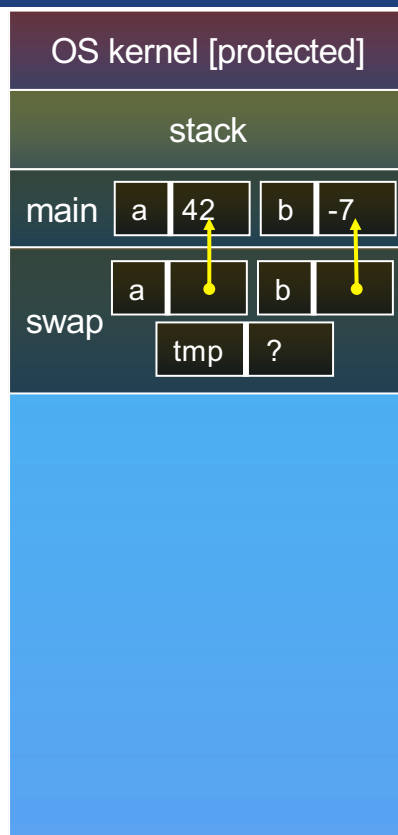 OS kernel [protected]
stack
main a 42 b -7
swap a b
tmp ?